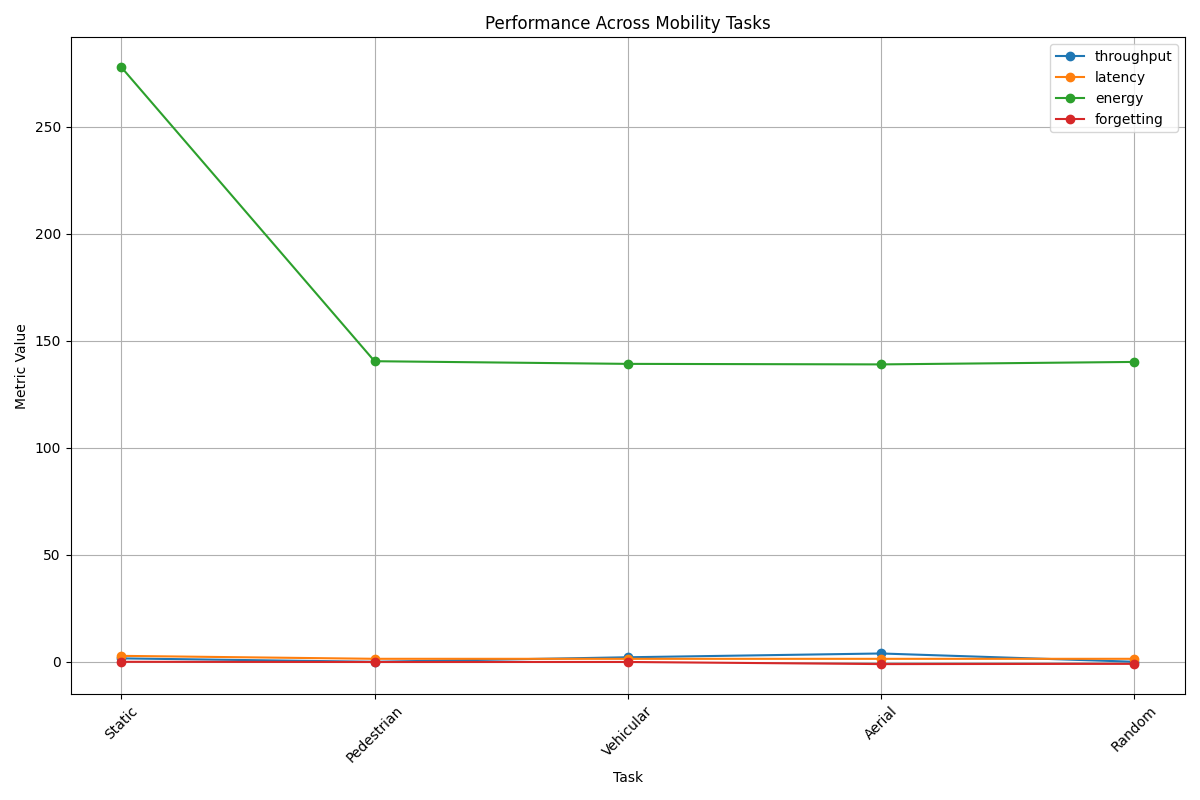 Performance Across Mobility Tasks
throughput
latency
energy
forgetting
Metric Value
250
200
150
100
50
0
Static
Pedestrian
Vehicular
Aerial
Random
Task